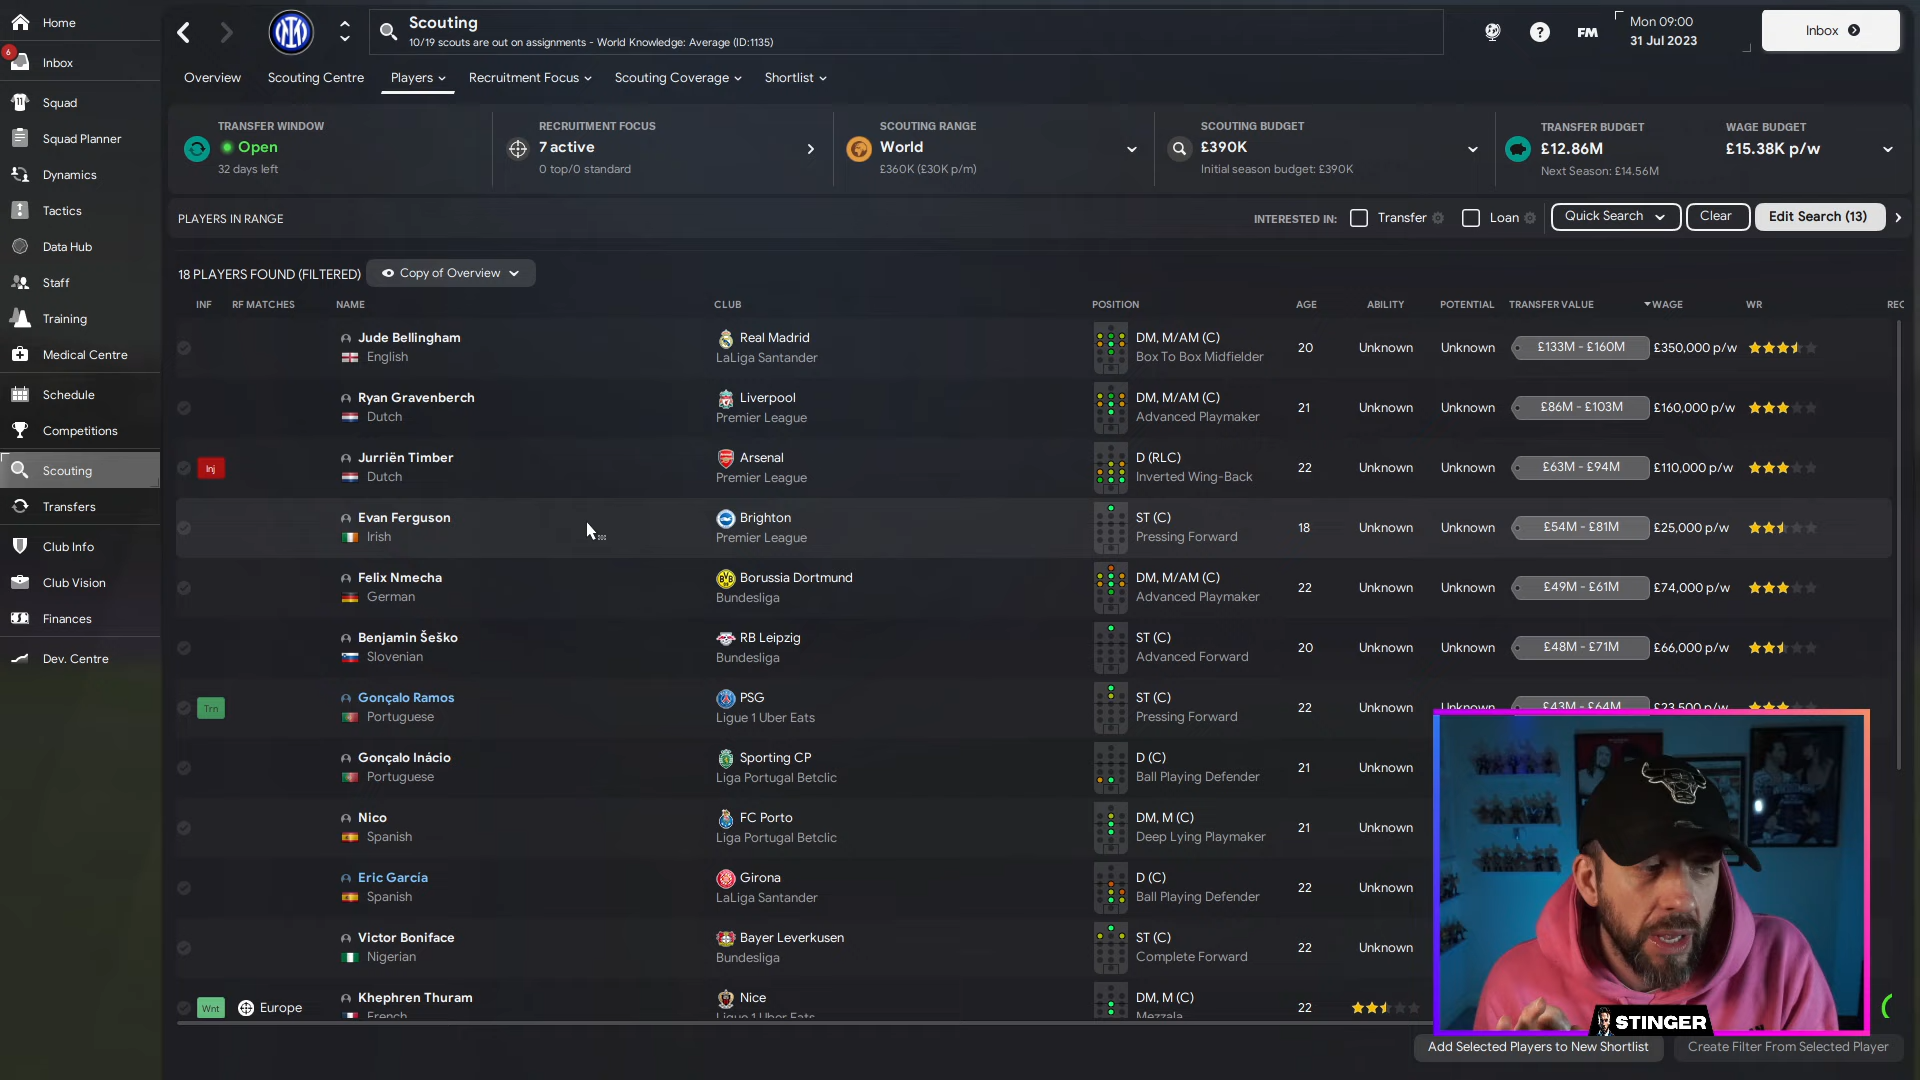 Home
6
Inbox
Squad
Squad Planner
Dynamics
Tactics
Data Hub
Staff
Training
Medical Centre
Schedule
Competitions
Scouting
Transfers
Club Info
Club Vision
Finances
Dev. Centre
Scouting
10/19 scouts are out on assignments - World Knowledge: Average (ID:1135)
FM
Mon 09:00
31 Jul 2023
Inbox
Overview Scouting Centre Players Recruitment Focus Scouting Coverage Shortlist
TRANSFER WINDOW
Open
32 days left
RECRUITMENT FOCUS
7 active
0 top/0 standard
SCOUTING RANGE
World
£360K (£30K p/m)
SCOUTING BUDGET
£390K
Initial season budget: £390K
TRANSFER BUDGET
£12.86M
Next Season: £14.56M
WAGE BUDGET
£15.38K p/w
PLAYERS IN RANGE
INTERESTED IN: Transfer Loan Quick Search Clear Edit Search (13)
18 PLAYERS FOUND (FILTERED) Copy of Overview
INF RF MATCHES NAME CLUB POSITION AGE ABILITY POTENTIAL TRANSFER VALUE WAGE WR REC
Jude Bellingham Real Madrid DM, M/AM (C) 20 Unknown Unknown £133M - £160M £350,000 p/w
English LaLiga Santander Box To Box Midfielder
Ryan Gravenberch Liverpool DM, M/AM (C) 21 Unknown Unknown £86M - £103M £160,000 p/w
Dutch Premier League Advanced Playmaker
Inj Jurriën Timber Arsenal D (RLC) 22 Unknown Unknown £63M - £94M £110,000 p/w
Dutch Premier League Inverted Wing-Back
Evan Ferguson Brighton ST (C) 18 Unknown Unknown £54M - £81M £25,000 p/w
Irish Premier League Pressing Forward
Felix Nmecha Borussia Dortmund DM, M/AM (C) 22 Unknown Unknown £49M - £61M £74,000 p/w
German Bundesliga Advanced Playmaker
Benjamin Šeško RB Leipzig ST (C) 20 Unknown Unknown £48M - £71M £66,000 p/w
Slovenian Bundesliga Advanced Forward
Trn Gonçalo Ramos PSG ST (C) 22 Unknown Unknown £43M - £64M £23,500 p/w
Portuguese Ligue 1 Uber Eats Pressing Forward
Gonçalo Inácio Sporting CP D (C) 21 Unknown
Portuguese Liga Portugal Betclic Ball Playing Defender
Nico FC Porto DM, M (C) 21 Unknown
Spanish Liga Portugal Betclic Deep Lying Playmaker
Eric García Girona D (C) 22 Unknown
Spanish LaLiga Santander Ball Playing Defender
Victor Boniface Bayer Leverkusen ST (C) 22 Unknown
Nigerian Bundesliga Complete Forward
Wnt Europe Khephren Thuram Nice DM, M (C) 22
French Ligue 1 Uber Eats Mezzala
STINGER
Add Selected Players to New Shortlist Create Filter From Selected Player